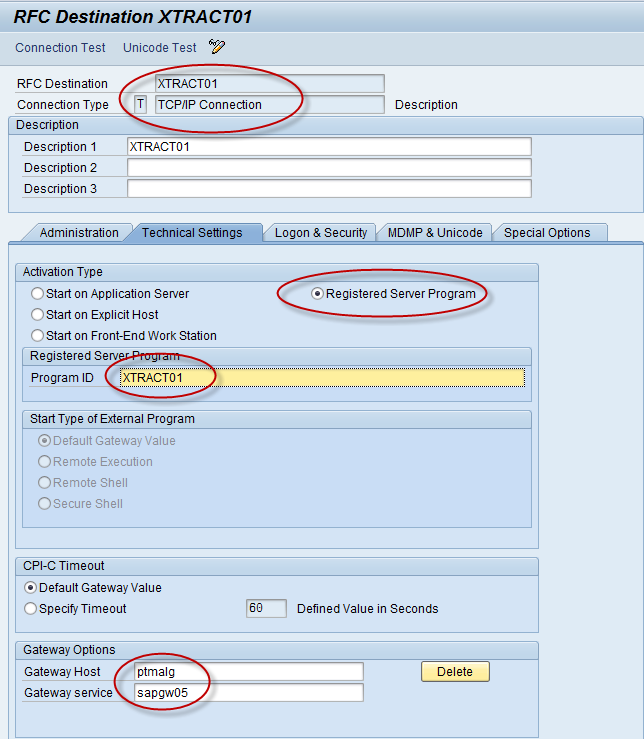 RFC Destination XTRACT01
Connection Test Unicode Test
RFC Destination XTRACT01
Connection Type T TCP/IP Connection Description
Description
Description 1 XTRACT01
Description 2
Description 3
Administration Technical Settings Logon & Security MDMP & Unicode Special Options
Activation Type
Start on Application Server Registered Server Program
Start on Explicit Host
Start on Front-End Work Station
Registered Server Program
Program ID XTRACT01
Start Type of External Program
Default Gateway Value
Remote Execution
Remote Shell
Secure Shell
CPI-C Timeout
Default Gateway Value
Specify Timeout 60 Defined Value in Seconds
Gateway Options
Gateway Host ptmalg Delete
Gateway service sapgw05